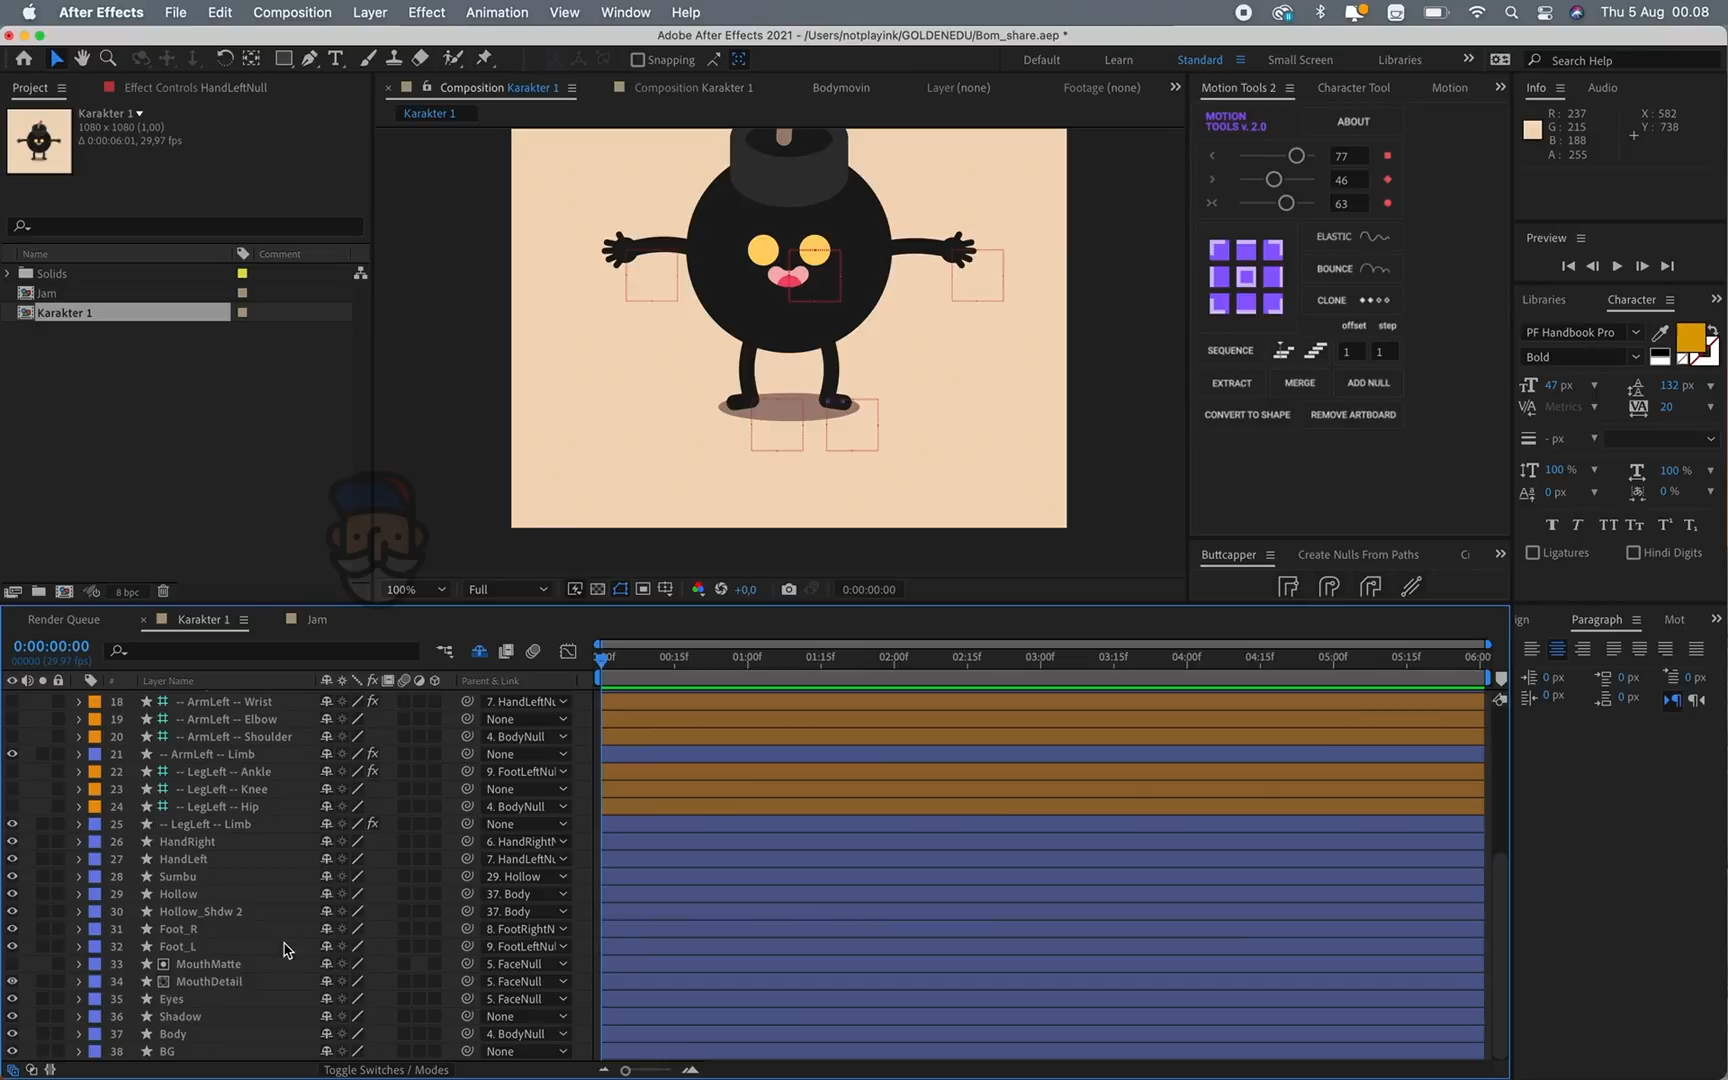 After Effects File Edit Composition Layer Effect Animation View Window Help Thu 5 Aug 00.08
Adobe After Effects 2021 - /Users/notplayink/GOLDENEDU/Bom_share.aep *
Snapping Default Learn Standard Small Screen Libraries Search Help
Project Effect Controls HandLeftNull Composition Karakter 1 Composition Karakter 1 Bodymovin Layer (none) Footage (none) Motion Tools 2 Character Tool Motion Info Audio
Karakter 1
1080 x 1080 (1,00)
Δ 0:00:06:01, 29,97 fps
Karakter 1
MOTION TOOLS v. 2.0
ABOUT
77
46
63
R: 237
G: 215
B: 188
A: 255
X: 582
Y: 738
ELASTIC
BOUNCE
CLONE
offset step
SEQUENCE 1 1
EXTRACT MERGE ADD NULL
CONVERT TO SHAPE REMOVE ARTBOARD
Preview
Libraries Character
PF Handbook Pro
Bold
47 px 132 px
Metrics 20
- px
100 % 100 %
0 px 0 %
T T TT Tt T¹ T₁
Ligatures Hindi Digits
Name Comment
Solids
Jam
Karakter 1
8 bpc
100% Full +0,0 0:00:00:00
Buttcapper Create Nulls From Paths
Render Queue Karakter 1 Jam
Paragraph Mot
0:00:00:00
00000 (29.97 fps)
00:15f 01:00f 01:15f 02:00f 02:15f 03:00f 03:15f 04:00f 04:15f 05:00f 05:15f 06:00
# Layer Name Parent & Link
18 -- ArmLeft -- Wrist 7. HandLeftNu
19 -- ArmLeft -- Elbow None
20 -- ArmLeft -- Shoulder 4. BodyNull
21 -- ArmLeft -- Limb None
22 -- LegLeft -- Ankle 9. FootLeftNul
23 -- LegLeft -- Knee None
24 -- LegLeft -- Hip 4. BodyNull
25 -- LegLeft -- Limb None
26 HandRight 6. HandRightN
27 HandLeft 7. HandLeftNu
28 Sumbu 29. Hollow
29 Hollow 37. Body
30 Hollow_Shdw 2 37. Body
31 Foot_R 8. FootRightN
32 Foot_L 9. FootLeftNul
33 MouthMatte 5. FaceNull
34 MouthDetail 5. FaceNull
35 Eyes 5. FaceNull
36 Shadow None
37 Body 4. BodyNull
38 BG None
Toggle Switches / Modes
0 px 0 px 0 px
0 px 0 px